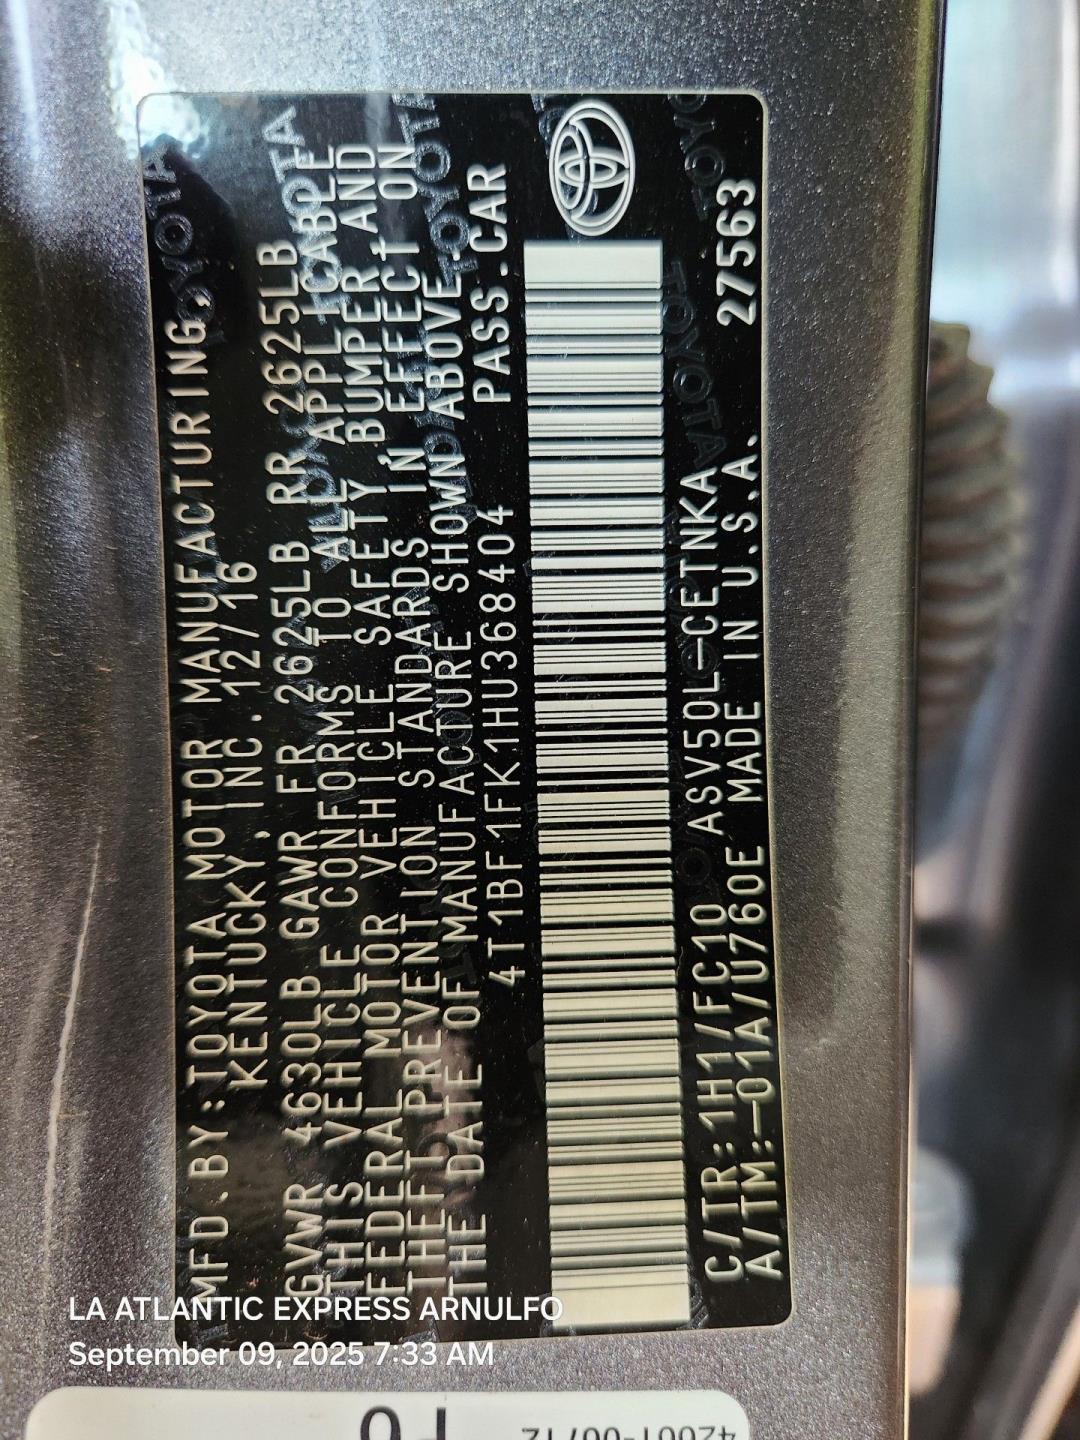 MFD.BY:TOYOTA MOTOR MANUFACTURING,
KENTUCKY, INC.12/16
GVWR 4630LB GAWR FR 2625LB RR 2625LB
THIS VEHICLE CONFORMS TO ALL APPLICABLE
FEDERAL MOTOR VEHICLE SAFETY BUMPER AND
THEFT PREVENTION STANDARDS IN EFFECT ON
THE DATE OF MANUFACTURE SHOWN ABOVE.
4T1BF1FK1HU368404 PASS.CAR
C/TR:1H1/FC10 ASV50L-CETNKA 27563
A/TM:-01A/U760E MADE IN U.S.A.
LA ATLANTIC EXPRESS ARNULFO
September 09, 2025 7:33 AM